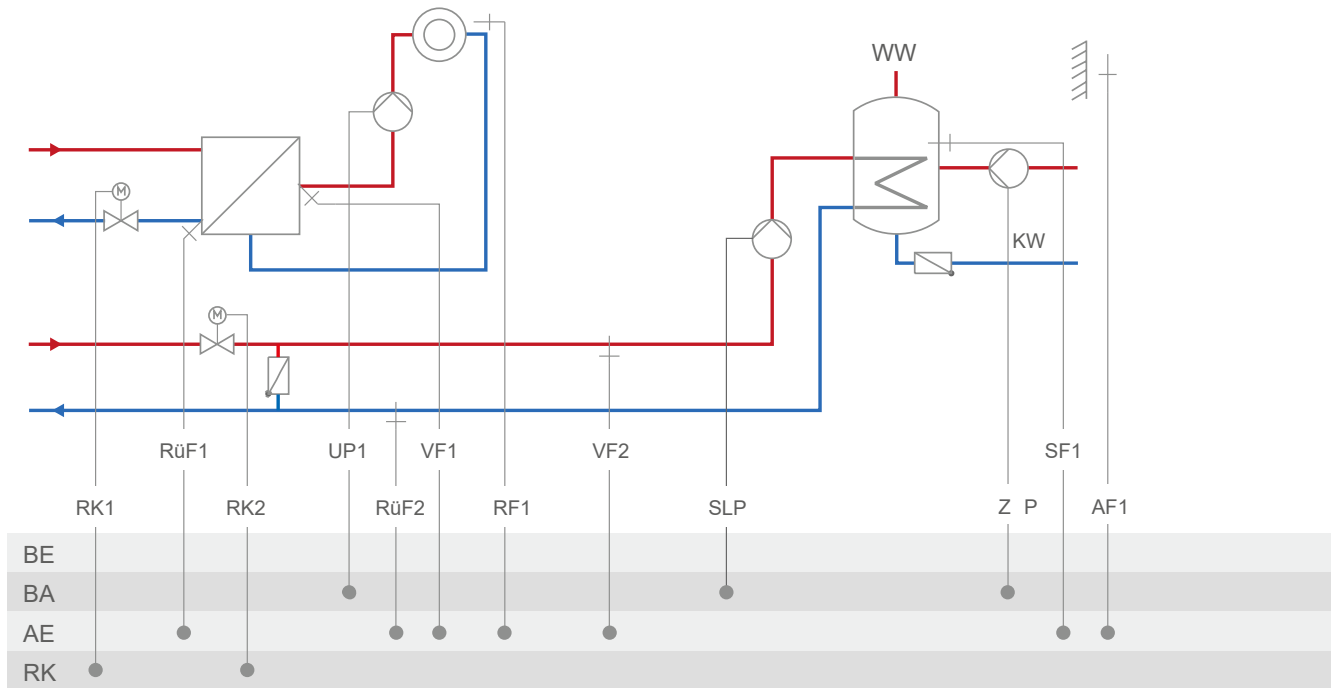 WW
M
KW
M
RüF1 UP1 VF1 VF2 SF1
RK1 RK2 RüF2 RF1 SLP Z P AF1
BE
BA
AE
RK